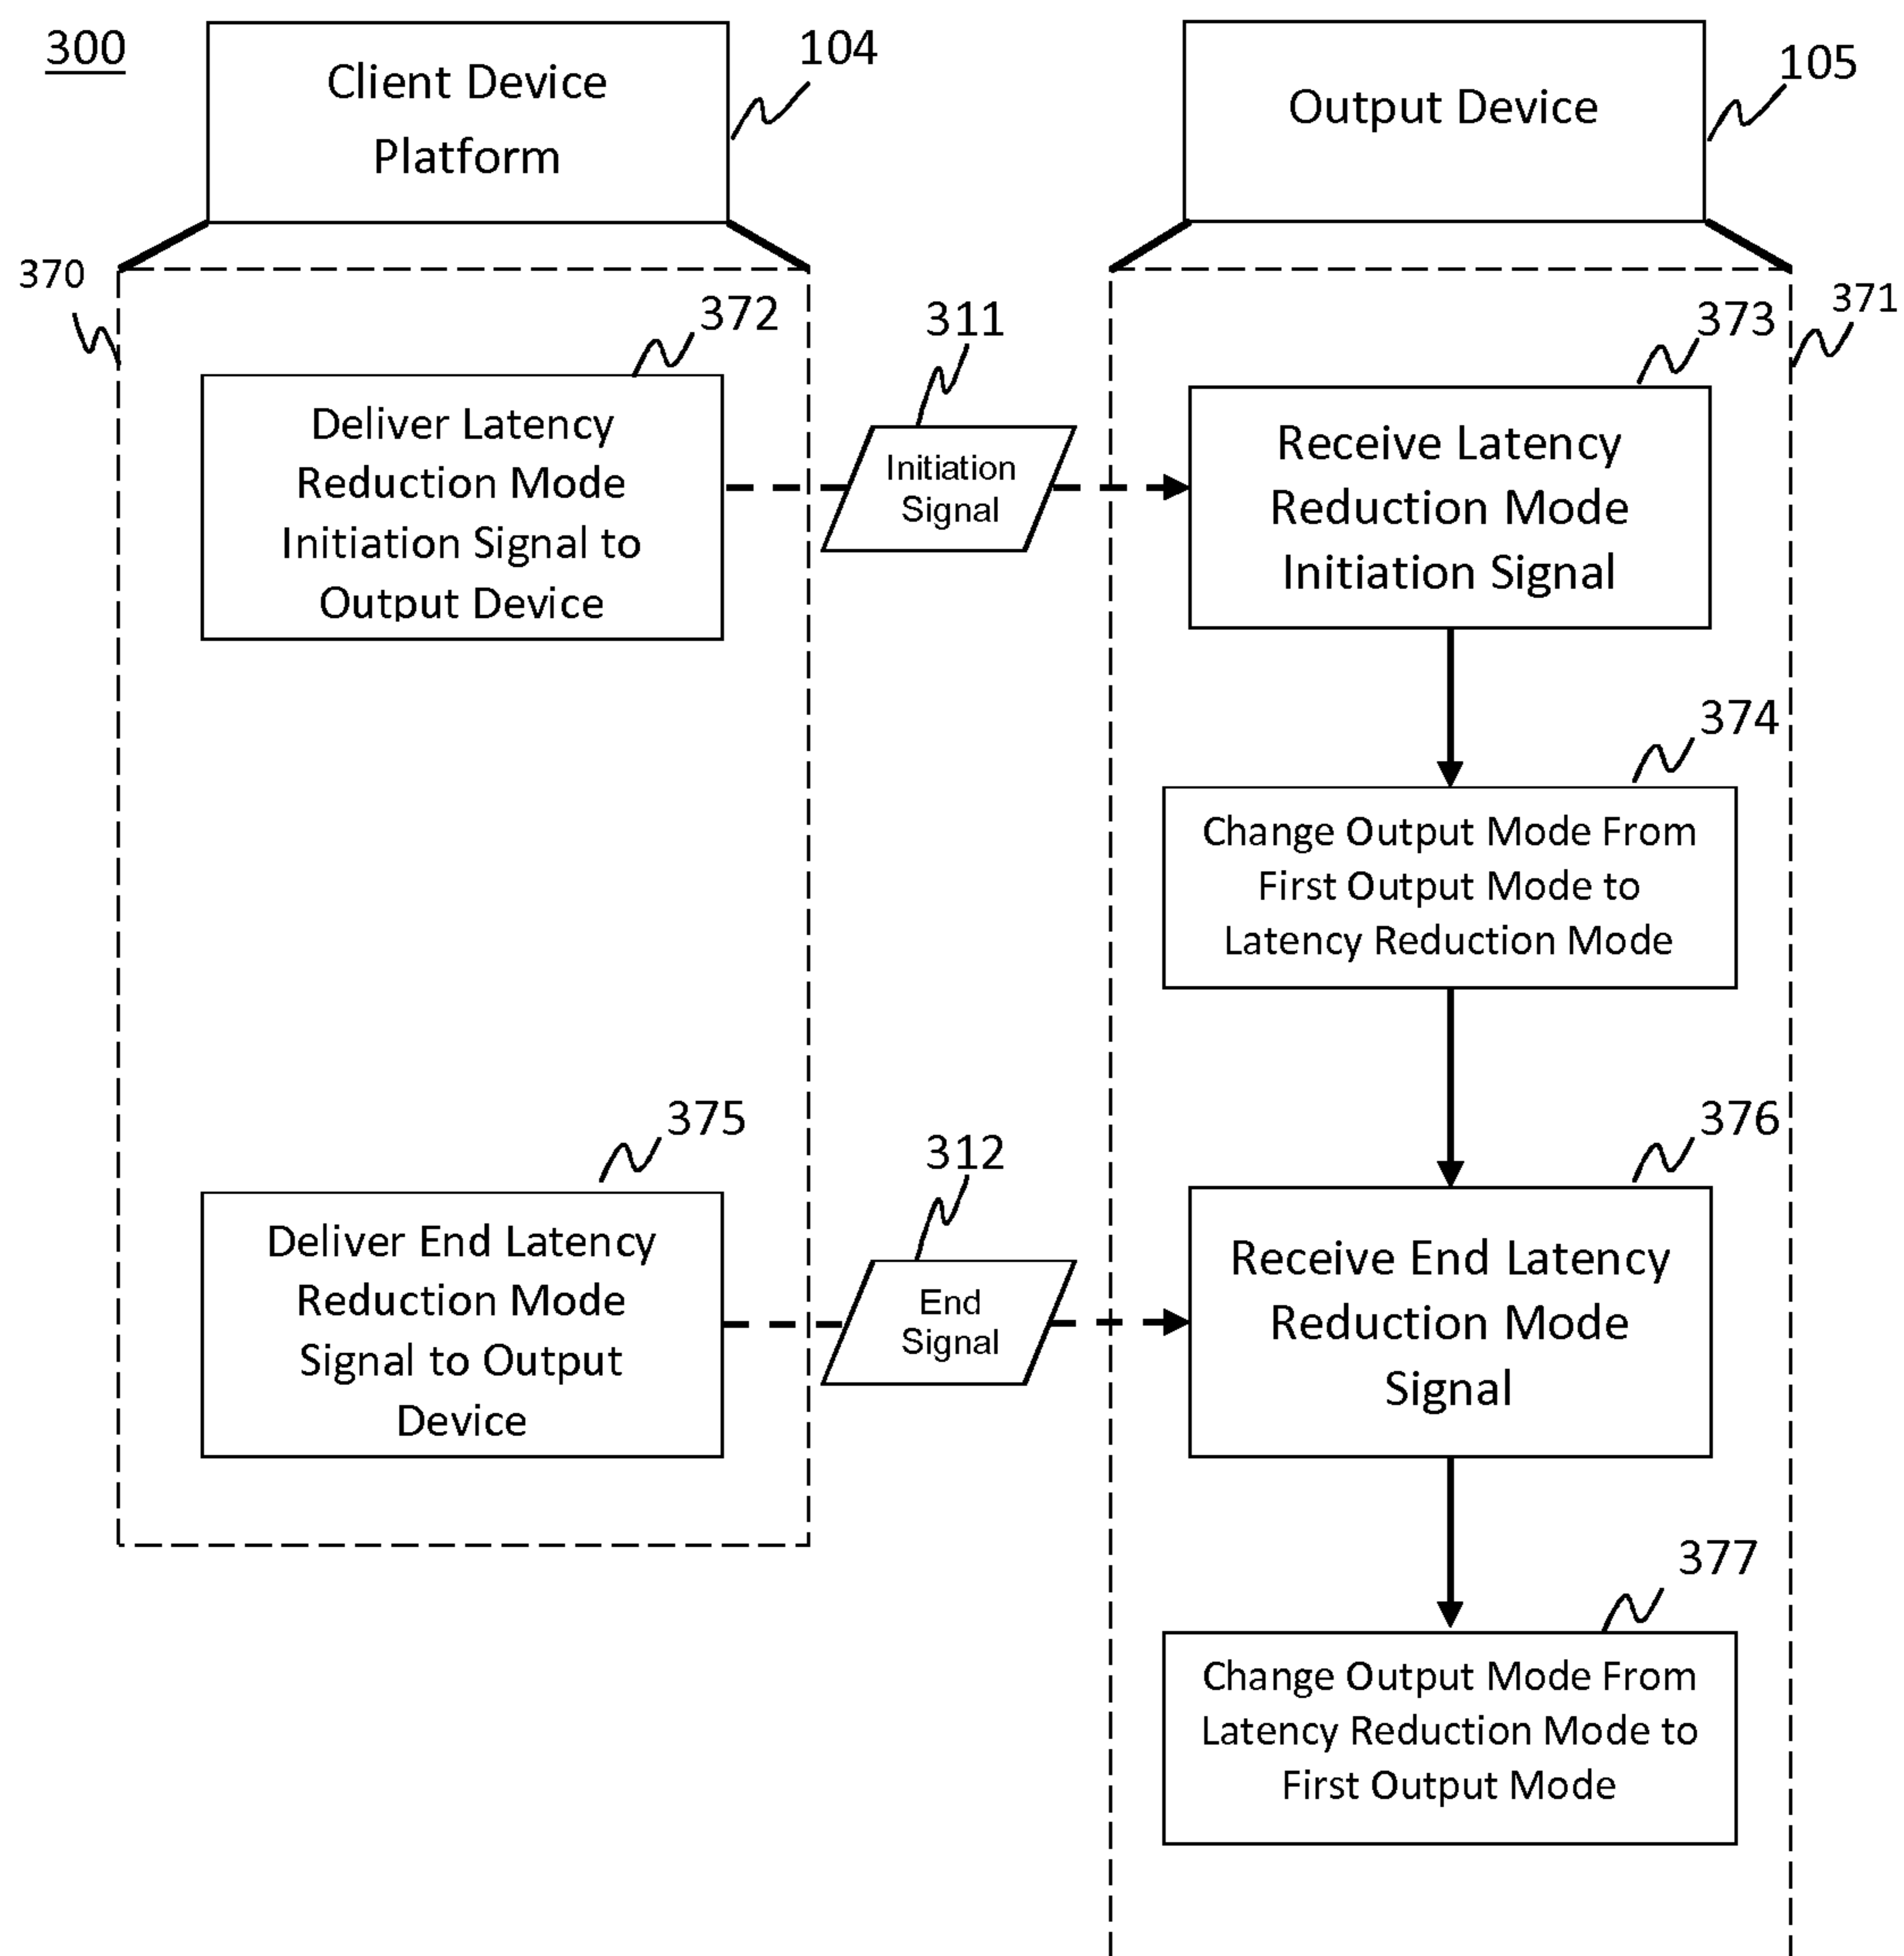 300
Client Device
Platform
104
Output Device
105
370
371
372
Deliver Latency
Reduction Mode
Initiation Signal to
Output Device
311
Initiation
Signal
373
Receive Latency
Reduction Mode
Initiation Signal
374
Change Output Mode From
First Output Mode to
Latency Reduction Mode
375
Deliver End Latency
Reduction Mode
Signal to Output
Device
312
End
Signal
376
Receive End Latency
Reduction Mode
Signal
377
Change Output Mode From
Latency Reduction Mode to
First Output Mode